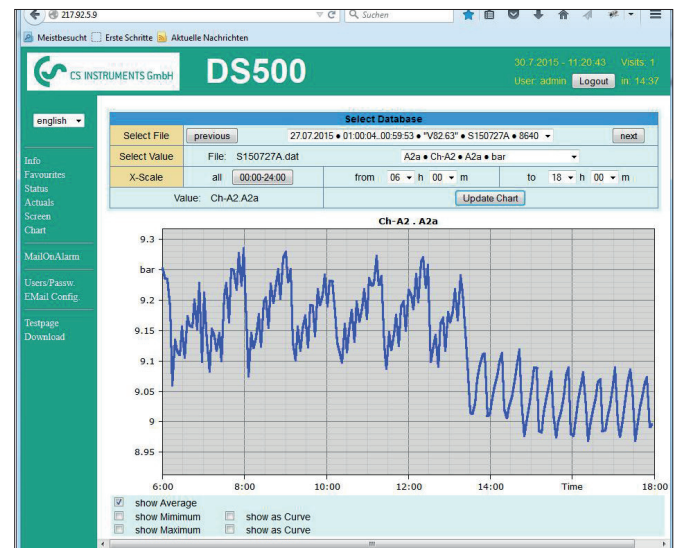 217.92.5.9
Suchen
Meistbesucht Erste Schritte Aktuelle Nachrichten
CS INSTRUMENTS GmbH
DS500
30.7.2015 - 11:20:43 Visits: 1
User: admin Logout in: 14:37
english
Info
Favourites
Status
Actuals
Screen
Chart
MailOnAlarm
Users/Passw.
EMail Config.
Testpage
Download
Select Database
Select File previous 27.07.2015 ● 01:00:04..00:59:53 ● "V82.63" ● S150727A ● 8640 next
Select Value File: S150727A.dat A2a ● Ch-A2 ● A2a ● bar
X-Scale all 00:00-24:00 from 06 h 00 m to 18 h 00 m
Value: Ch-A2.A2a Update Chart
Ch-A2 . A2a
9.3
bar
9.2
9.15
9.1
9.05
9
8.95
6:00 8:00 10:00 12:00 14:00 Time 18:00
show Average
show Mimimum show as Curve
show Maximum show as Curve